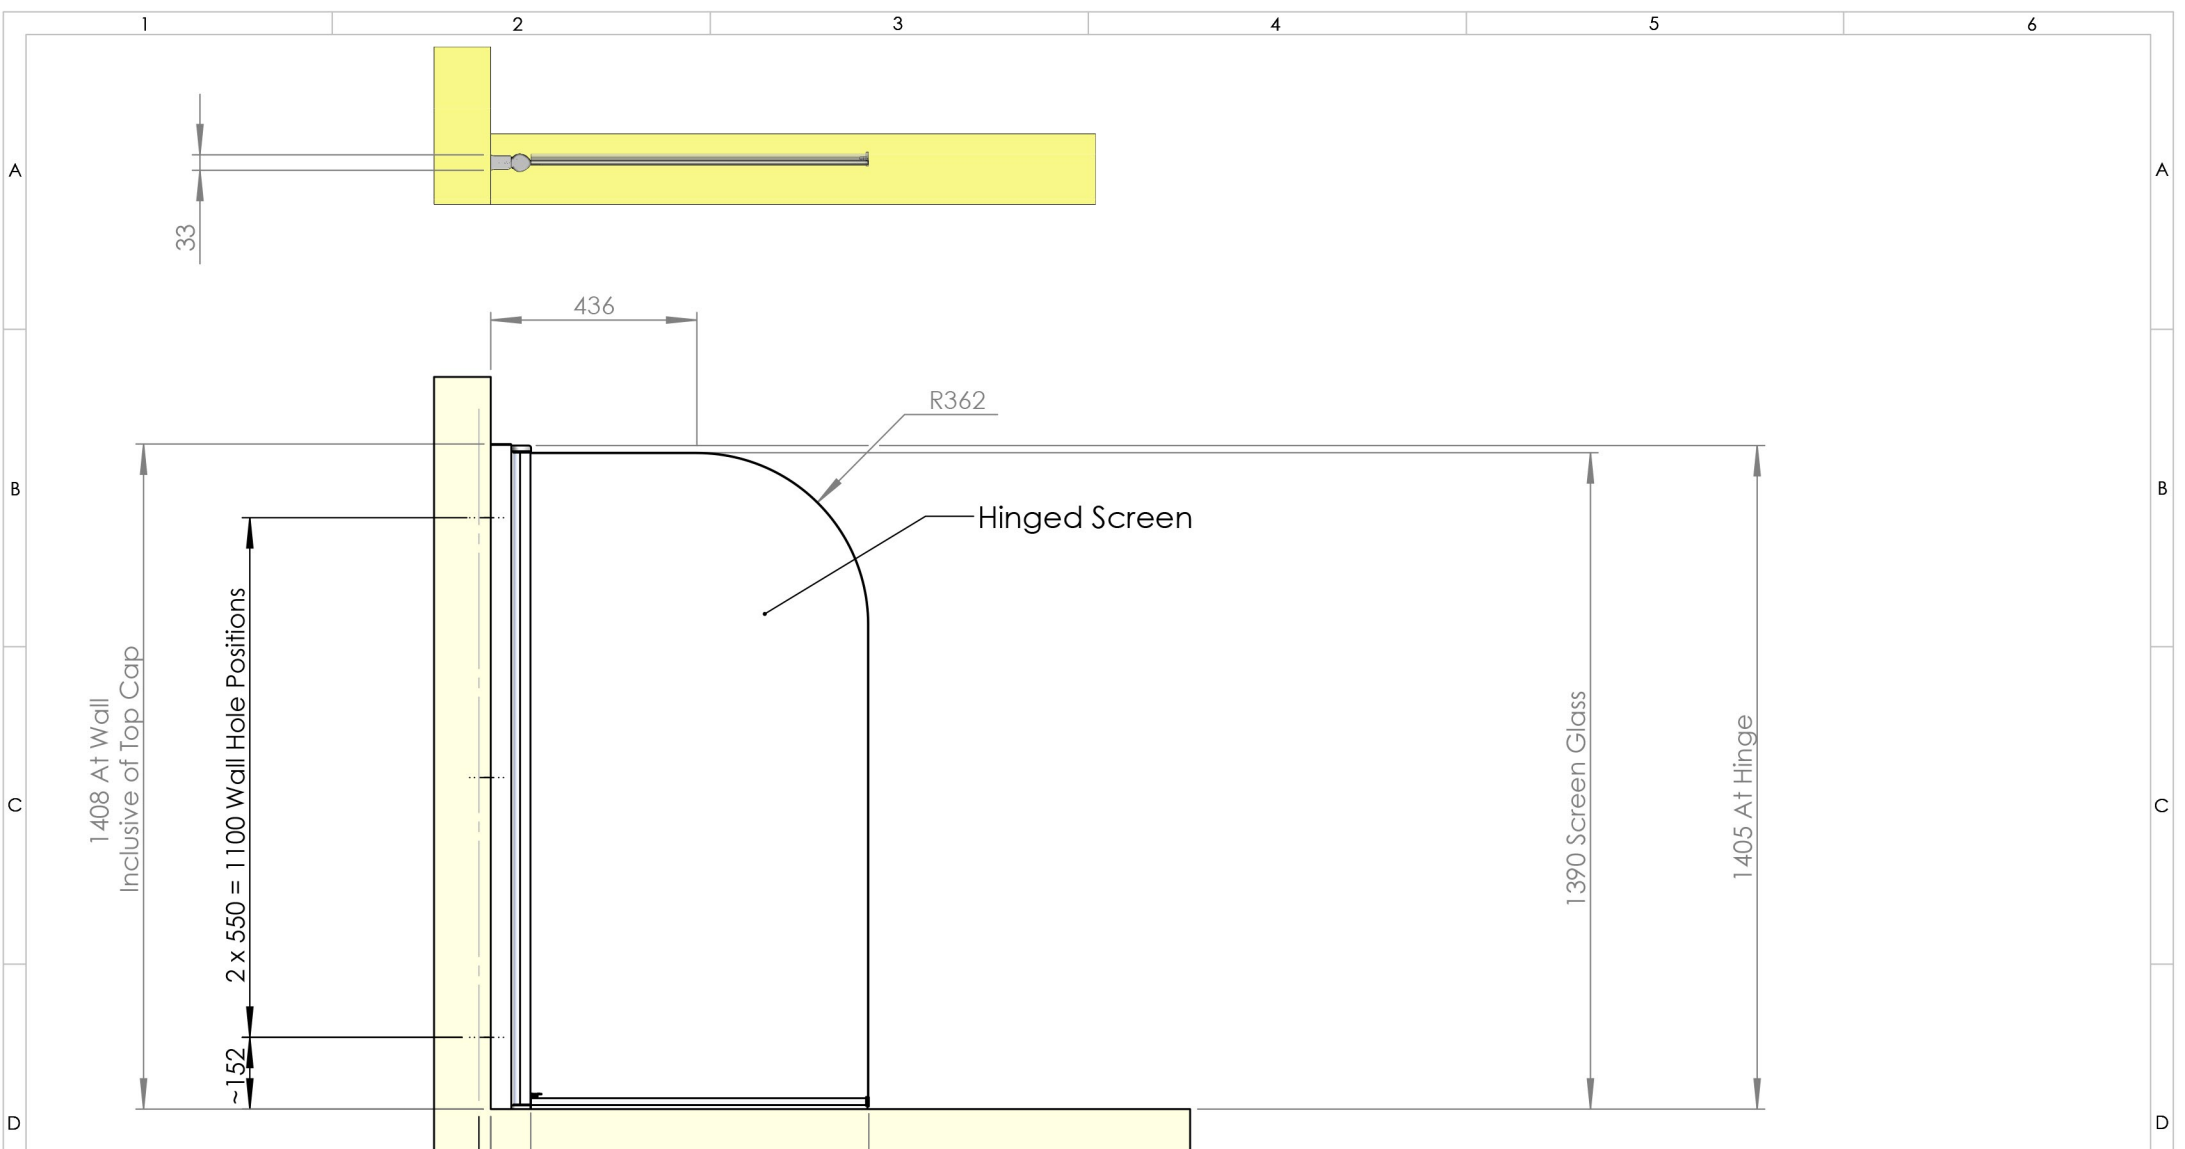 1 2 3 4 5 6
A A
33
436
R362
B B
Hinged Screen
1408 At Wall
Inclusive of Top Cap
2 x 550 = 1100 Wall Hole Positions
1390 Screen Glass
1405 At Hinge
C C
~152
D D